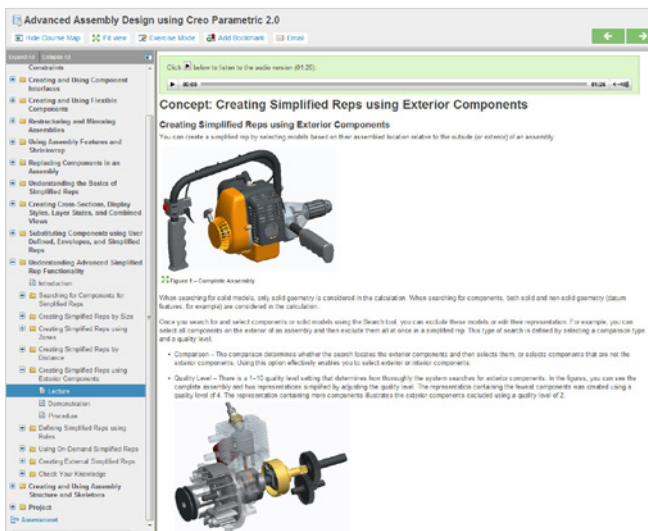 Advanced Assembly Design using Creo Parametric 2.0
Hide Course Map Fit view Exercise Mode Add Bookmark Email
Expand All Collapse All
Constraints
Creating and Using Component
Interfaces
Creating and Using Flexible
Components
Restructuring and Mirroring
Assemblies
Using Assembly Features and
Shrinkwrap
Replacing Components in an
Assembly
Understanding the Basics of
Simplified Reps
Creating Cross-Sections, Display
Styles, Layer States, and Combined
Views
Substituting Components using User
Defined, Envelopes, and Simplified
Reps
Understanding Advanced Simplified
Rep Functionality
Introduction
Searching for Components for
Simplified Reps
Creating Simplified Reps by Size
Creating Simplified Reps using
Zones
Creating Simplified Reps by
Distance
Creating Simplified Reps using
Exterior Components
Lecture
Demonstration
Procedure
Defining Simplified Reps using
Rules
Using On-Demand Simplified Reps
Creating External Simplified Reps
Check Your Knowledge
Creating and Using Assembly
Structure and Skeletons
Project
Assessment
Click below to listen to the audio version (01:26):
00:00 01:26
Concept: Creating Simplified Reps using Exterior Components
Creating Simplified Reps using Exterior Components
You can create a simplified rep by selecting models based on their assembled location relative to the outside (or exterior) of an assembly.
Figure 1 – Complete Assembly
When searching for solid models, only solid geometry is considered in the calculation. When searching for components, both solid and non-solid geometry (datum
features, for example) are considered in the calculation.
Once you search for and select components or solid models using the Search tool, you can exclude these models or edit their representation. For example, you can
select all components on the exterior of an assembly and then exclude them all at once in a simplified rep. This type of search is defined by selecting a comparison type
and a quality level.
• Comparison – The comparison determines whether the search locates the exterior components and then selects them, or selects components that are not the
exterior components. Using this option effectively enables you to select exterior or interior components.
• Quality Level – There is a 1–10 quality level setting that determines how thoroughly the system searches for exterior components. In the figures, you can see the
complete assembly and two representations simplified by adjusting the quality level. The representation containing the fewest components was created using a
quality level of 4. The representation containing more components illustrates the exterior components excluded using a quality level of 2.